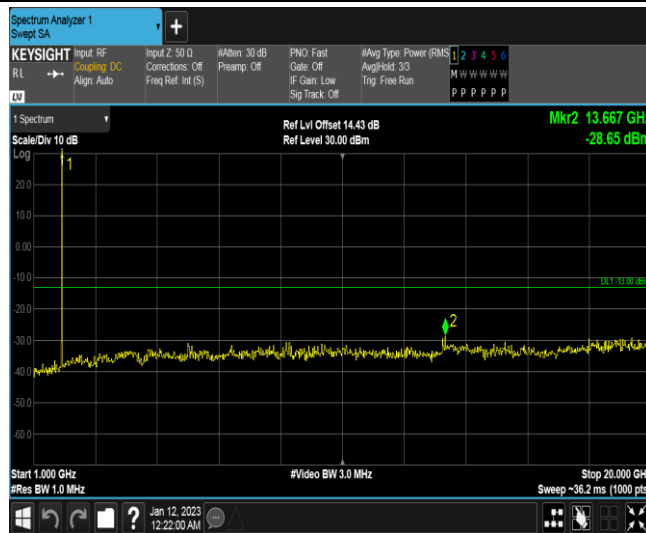 Spectrum Analyzer 1
Swept SA
+
KEYSIGHT Input: RF Input Z: 50 Ω #Atten: 30 dB PNO: Fast #Avg Type: Power (RMS 1 2 3 4 5 6
RL Coupling: DC Corrections: Off Preamp: Off Gate: Off Avg|Hold: 3/3 M W W W W W
Align: Auto Freq Ref: Int (S) IF Gain: Low Trig: Free Run
Sig Track: Off P P P P P P
LXI
1 Spectrum Ref Lvl Offset 14.43 dB Mkr2 13.667 GHz
Scale/Div 10 dB Ref Level 30.00 dBm -28.65 dBm
Log
1
20.0
10.0
0.00
-10.0
DL1 -13.00 dBm
-20.0
2
-30.0
-40.0
-50.0
-60.0
Start 1.000 GHz #Video BW 3.0 MHz Stop 20.000 GHz
#Res BW 1.0 MHz Sweep ~36.2 ms (1000 pts)
? Jan 12, 2023
12:22:00 AM